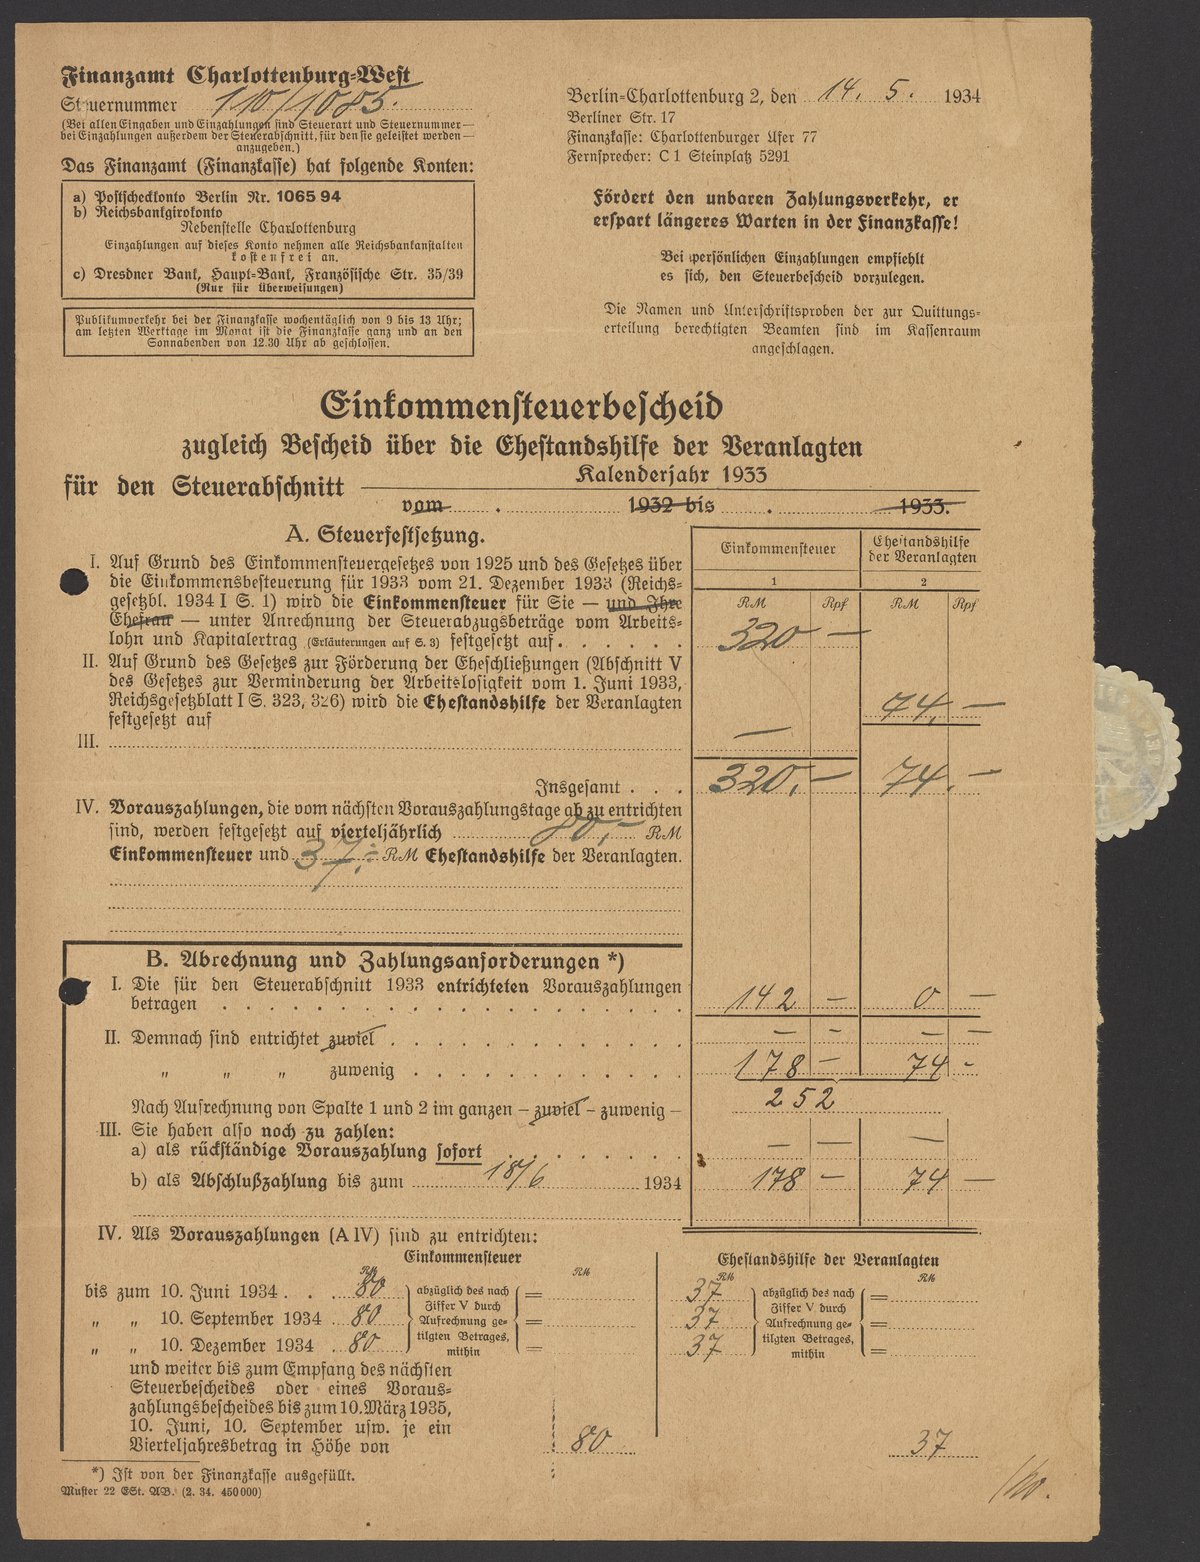 Finanzamt Charlottenburg-West
Steuernummer 110/1085.
(Bei allen Eingaben und Einzahlungen sind Steuerart und Steuernummer —
bei Einzahlungen außerdem der Steuerabschnitt, für den sie geleistet werden —
anzugeben.)
Das Finanzamt (Finanzkasse) hat folgende Konten:
a) Postscheckkonto Berlin Nr. 1065 94
b) Reichsbankgirokonto
Nebenstelle Charlottenburg
Einzahlungen auf dieses Konto nehmen alle Reichsbankanstalten
kostenfrei an.
c) Dresdner Bank, Haupt-Bank, Französische Str. 35/39
(Nur für Überweisungen)
Publikumverkehr bei der Finanzkasse wochentäglich von 9 bis 13 Uhr;
am letzten Werktage im Monat ist die Finanzkasse ganz und an den
Sonnabenden von 12.30 Uhr ab geschlossen.
Berlin-Charlottenburg 2, den 14. 5. 1934
Berliner Str. 17
Finanzkasse: Charlottenburger Ufer 77
Fernsprecher: C 1 Steinplatz 5291
Fördert den unbaren Zahlungsverkehr, er
erspart längeres Warten in der Finanzkasse!
Bei persönlichen Einzahlungen empfiehlt
es sich, den Steuerbescheid vorzulegen.
Die Namen und Unterschriftsproben der zur Quittungs-
erteilung berechtigten Beamten sind im Kassenraum
angeschlagen.
Einkommensteuerbescheid
zugleich Bescheid über die Ehestandshilfe der Veranlagten
für den Steuerabschnitt Kalenderjahr 1933
vom . 1932 bis . 1933.
A. Steuerfestsetzung.
Einkommensteuer Ehestandshilfe
der Veranlagten
1 2
RM Rpf RM Rpf
I. Auf Grund des Einkommensteuergesetzes von 1925 und des Gesetzes über
die Einkommensbesteuerung für 1933 vom 21. Dezember 1933 (Reichs-
gesetzbl. 1934 I S. 1) wird die Einkommensteuer für Sie — und Ihre
Ehefrau — unter Anrechnung der Steuerabzugsbeträge vom Arbeits-
lohn und Kapitalertrag (Erläuterungen auf S. 3) festgesetzt auf . . . . . . 320 —
II. Auf Grund des Gesetzes zur Förderung der Eheschließungen (Abschnitt V
des Gesetzes zur Verminderung der Arbeitslosigkeit vom 1. Juni 1933,
Reichsgesetzblatt I S. 323, 326) wird die Ehestandshilfe der Veranlagten
festgesetzt auf 74. —
III. —
Insgesamt . . . 320. — 74. —
IV. Vorauszahlungen, die vom nächsten Vorauszahlungstage ab zu entrichten
sind, werden festgesetzt auf vierteljährlich 80,— RM
Einkommensteuer und 37,- RM Ehestandshilfe der Veranlagten.
B. Abrechnung und Zahlungsanforderungen *)
I. Die für den Steuerabschnitt 1933 entrichteten Vorauszahlungen
betragen . . . . . . 142 — 0 —
II. Demnach sind entrichtet zuviel . . . . . . — — — —
„ „ „ zuwenig . . . . . . 178 — 74 -
Nach Aufrechnung von Spalte 1 und 2 im ganzen – zuviel – zuwenig – 252
III. Sie haben also noch zu zahlen:
a) als rückständige Vorauszahlung sofort . . . . . . — — —
b) als Abschlußzahlung bis zum 18/6 1934 178 — 74 —
IV. Als Vorauszahlungen (A IV) sind zu entrichten:
Einkommensteuer Ehestandshilfe der Veranlagten
RM RM RM RM
bis zum 10. Juni 1934 . . . 80 abzüglich des nach = 37 abzüglich des nach =
Ziffer V durch Ziffer V durch
„ „ 10. September 1934 80 Aufrechnung ge- = 37 Aufrechnung ge- =
tilgten Betrages, tilgten Betrages,
„ „ 10. Dezember 1934 . 80 mithin = 37 mithin =
und weiter bis zum Empfang des nächsten
Steuerbescheides oder eines Voraus-
zahlungsbescheides bis zum 10. März 1935,
10. Juni, 10. September usw. je ein
Vierteljahresbetrag in Höhe von 80 37
*) Ist von der Finanzkasse ausgefüllt.
Muster 22 ESt. AB. (2. 34. 450 000)